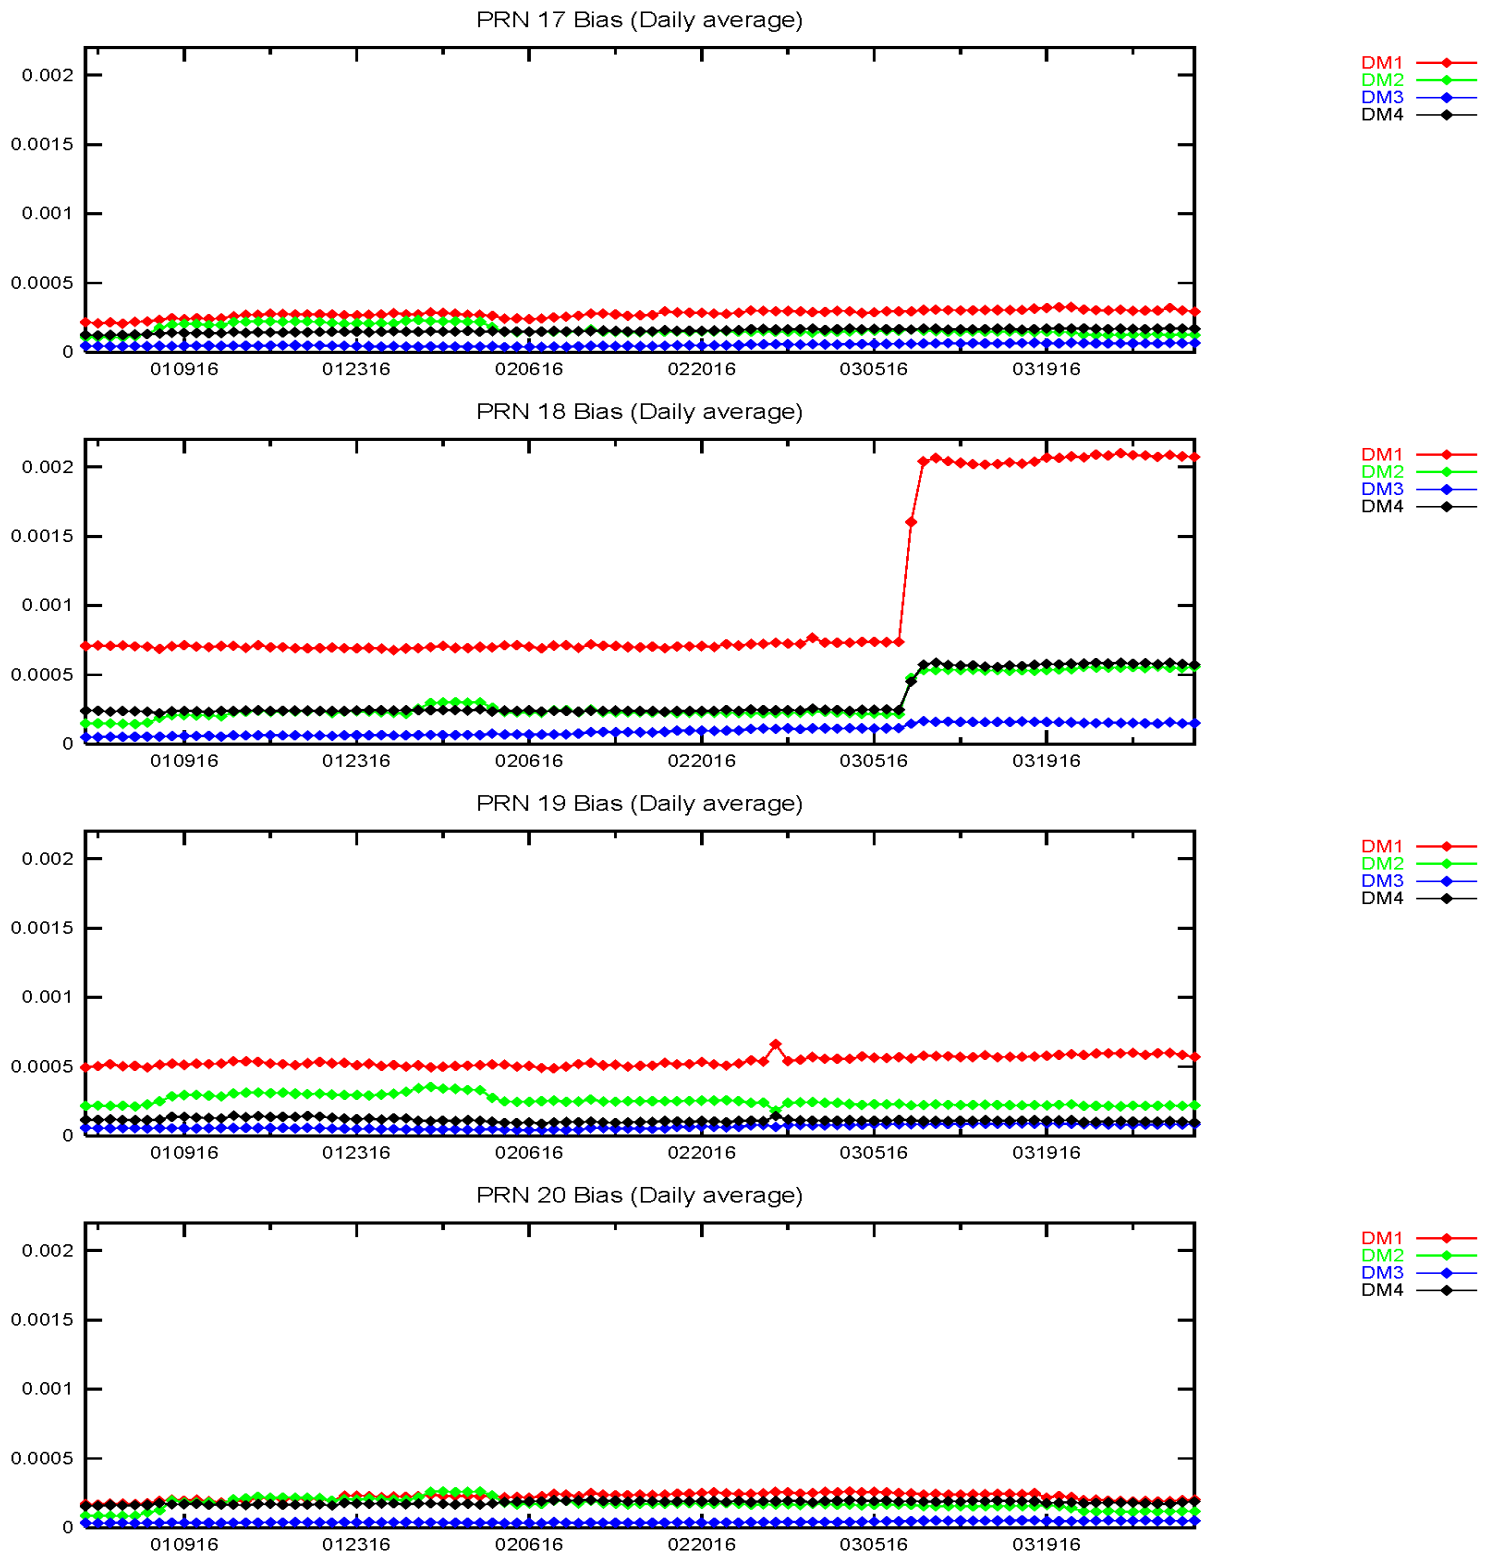 PRN 17 Bias (Daily average)
0.002
0.0015
0.001
0.0005
0
010916 012316 020616 022016 030516 031916
DM1
DM2
DM3
DM4
PRN 18 Bias (Daily average)
0.002
0.0015
0.001
0.0005
0
010916 012316 020616 022016 030516 031916
DM1
DM2
DM3
DM4
PRN 19 Bias (Daily average)
0.002
0.0015
0.001
0.0005
0
010916 012316 020616 022016 030516 031916
DM1
DM2
DM3
DM4
PRN 20 Bias (Daily average)
0.002
0.0015
0.001
0.0005
0
010916 012316 020616 022016 030516 031916
DM1
DM2
DM3
DM4